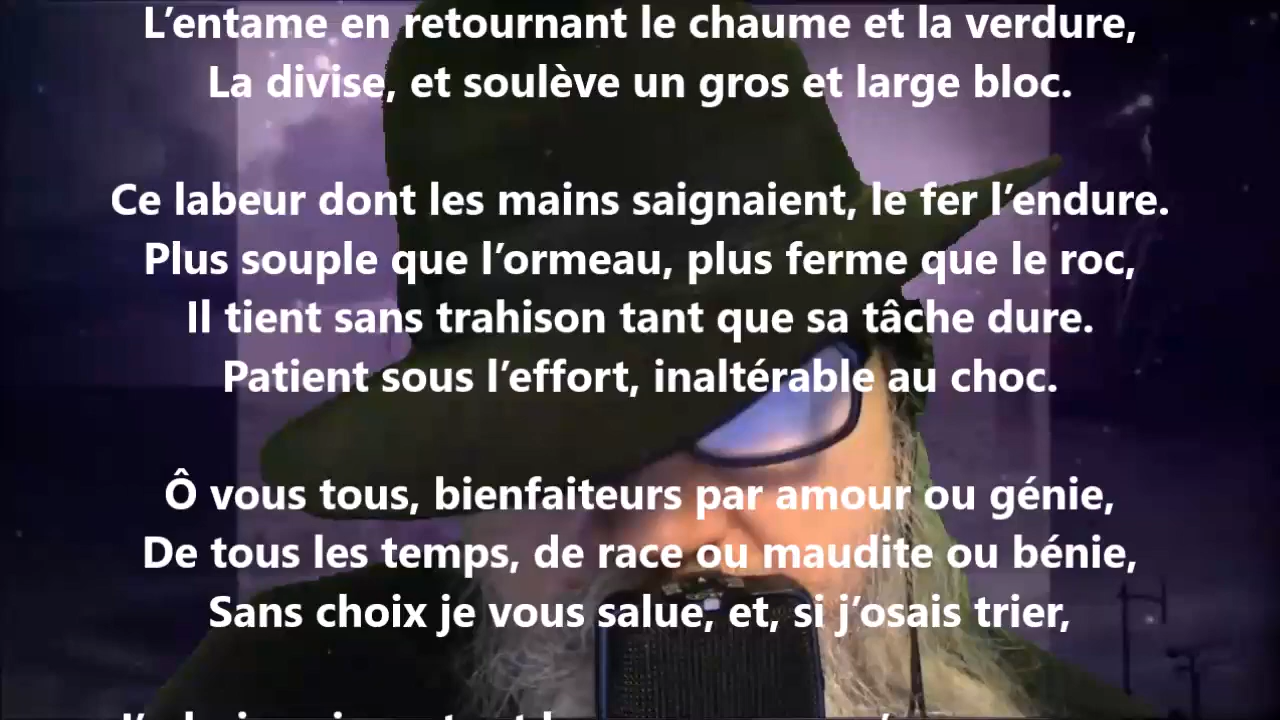 L’entame en retournant le chaume et la verdure,
La divise, et soulève un gros et large bloc.
Ce labeur dont les mains saignaient, le fer l’endure.
Plus souple que l’ormeau, plus ferme que le roc,
Il tient sans trahison tant que sa tâche dure.
Patient sous l’effort, inaltérable au choc.
Ô vous tous, bienfaiteurs par amour ou génie,
De tous les temps, de race ou maudite ou bénie,
Sans choix je vous salue, et, si j’osais trier,